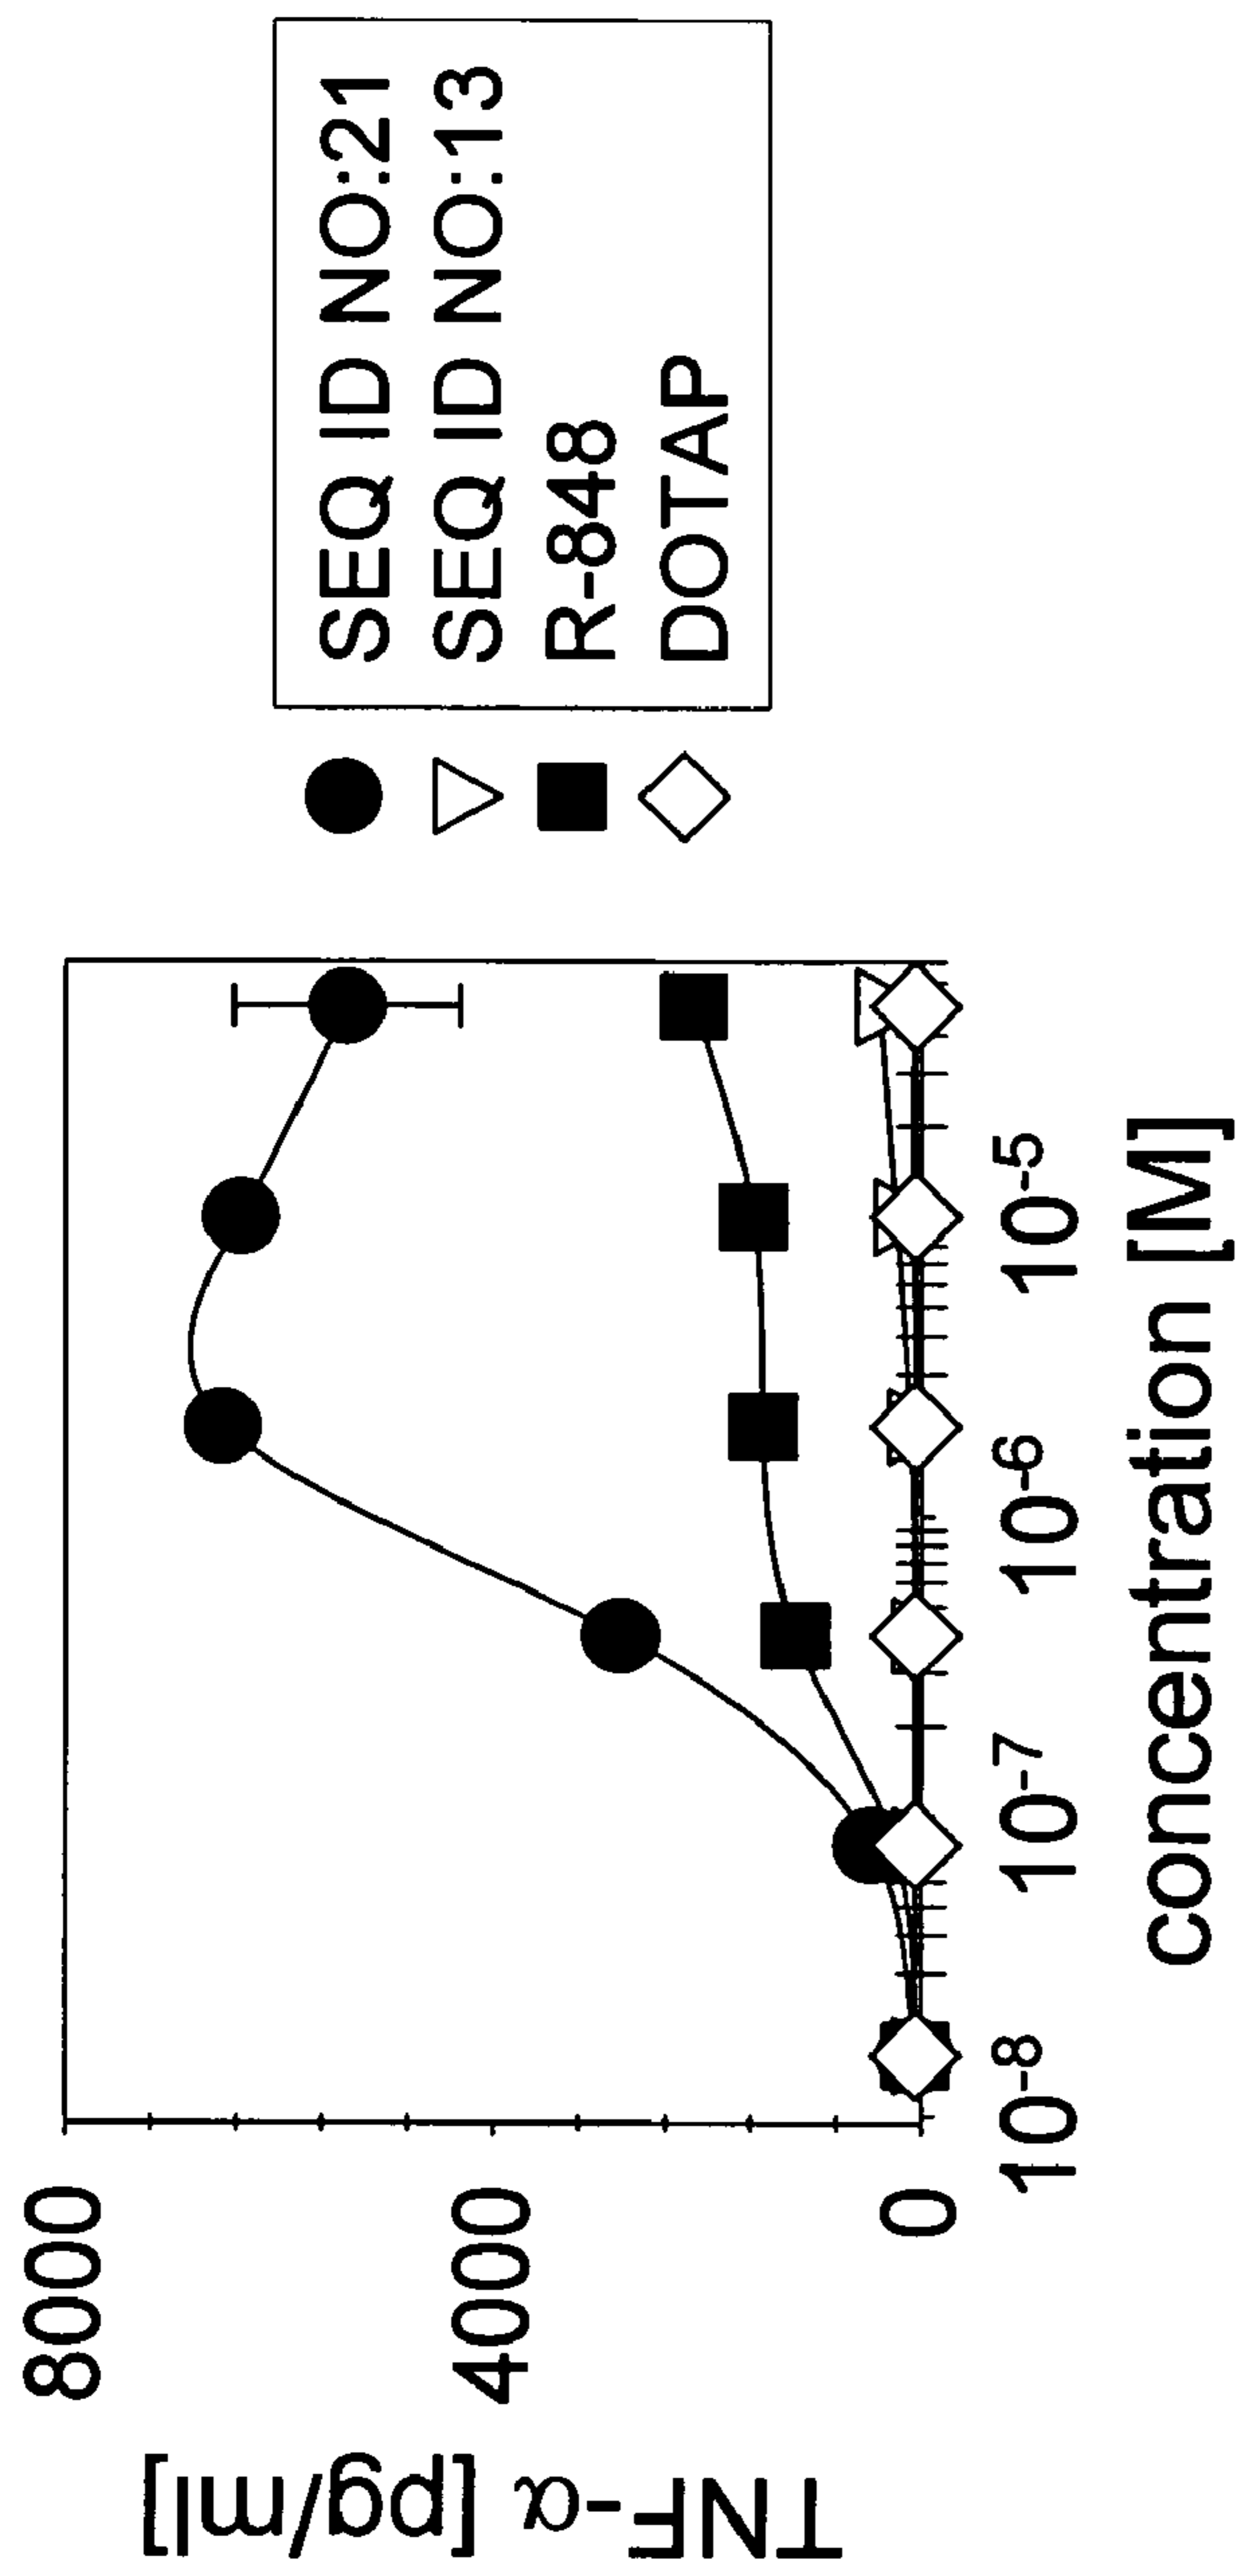 TNF-α [pg/ml]
8000
4000
0
10-8
10-7
10-6
10-5
concentration [M]
SEQ ID NO:21
SEQ ID NO:13
R-848
DOTAP